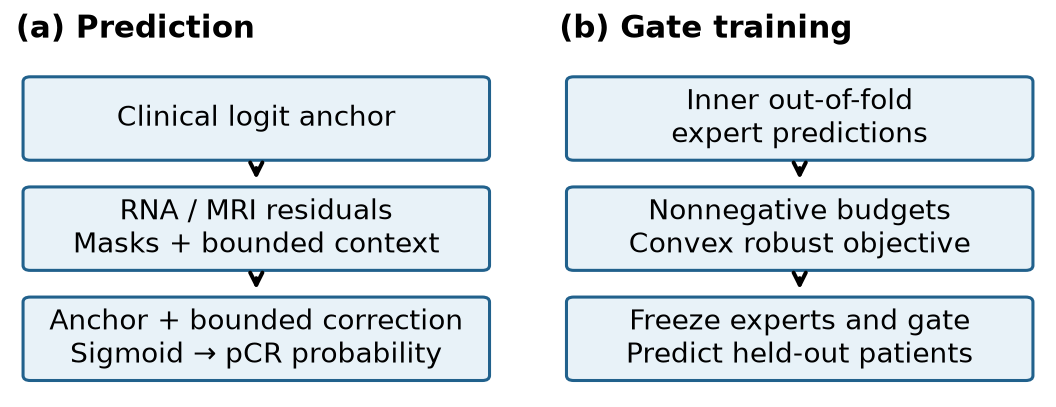 (a) Prediction
Clinical logit anchor
RNA / MRI residuals
Masks + bounded context
Anchor + bounded correction
Sigmoid → pCR probability
(b) Gate training
Inner out-of-fold
expert predictions
Nonnegative budgets
Convex robust objective
Freeze experts and gate
Predict held-out patients